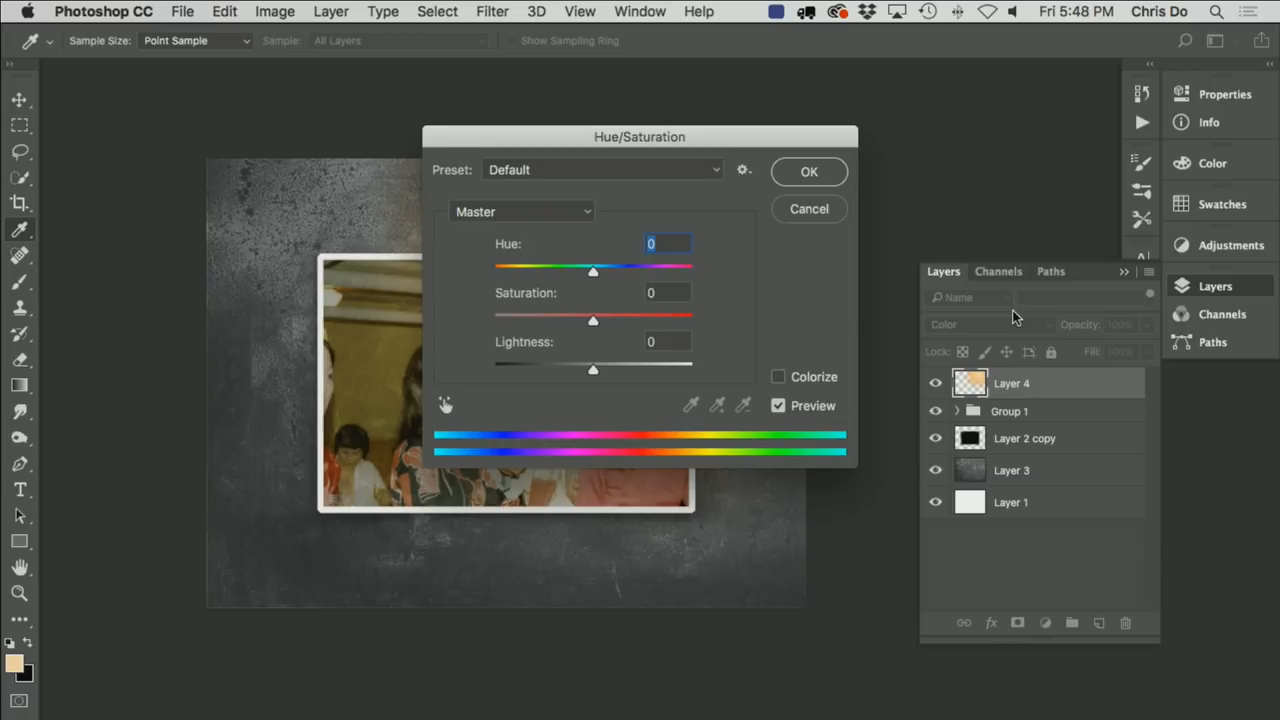 Photoshop CC File Edit Image Layer Type Select Filter 3D View Window Help Fri 5:48 PM Chris Do
Sample Size: Point Sample Sample: All Layers Show Sampling Ring
Hue/Saturation
Preset: Default
OK
Master
Cancel
Hue: 0
Saturation: 0
Lightness: 0
Colorize
Preview
Properties
Info
Color
Swatches
Adjustments
Layers
Channels
Paths
Layers Channels Paths
Name
Color Opacity: 100%
Lock: Fill: 100%
Layer 4
Group 1
Layer 2 copy
Layer 3
Layer 1